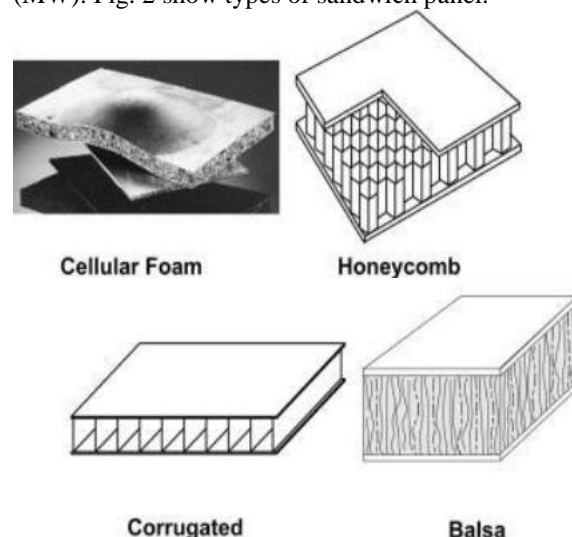 (MW). Fig. 2 show types of sandwich panel.
Cellular Foam
Honeycomb
Corrugated
Balsa